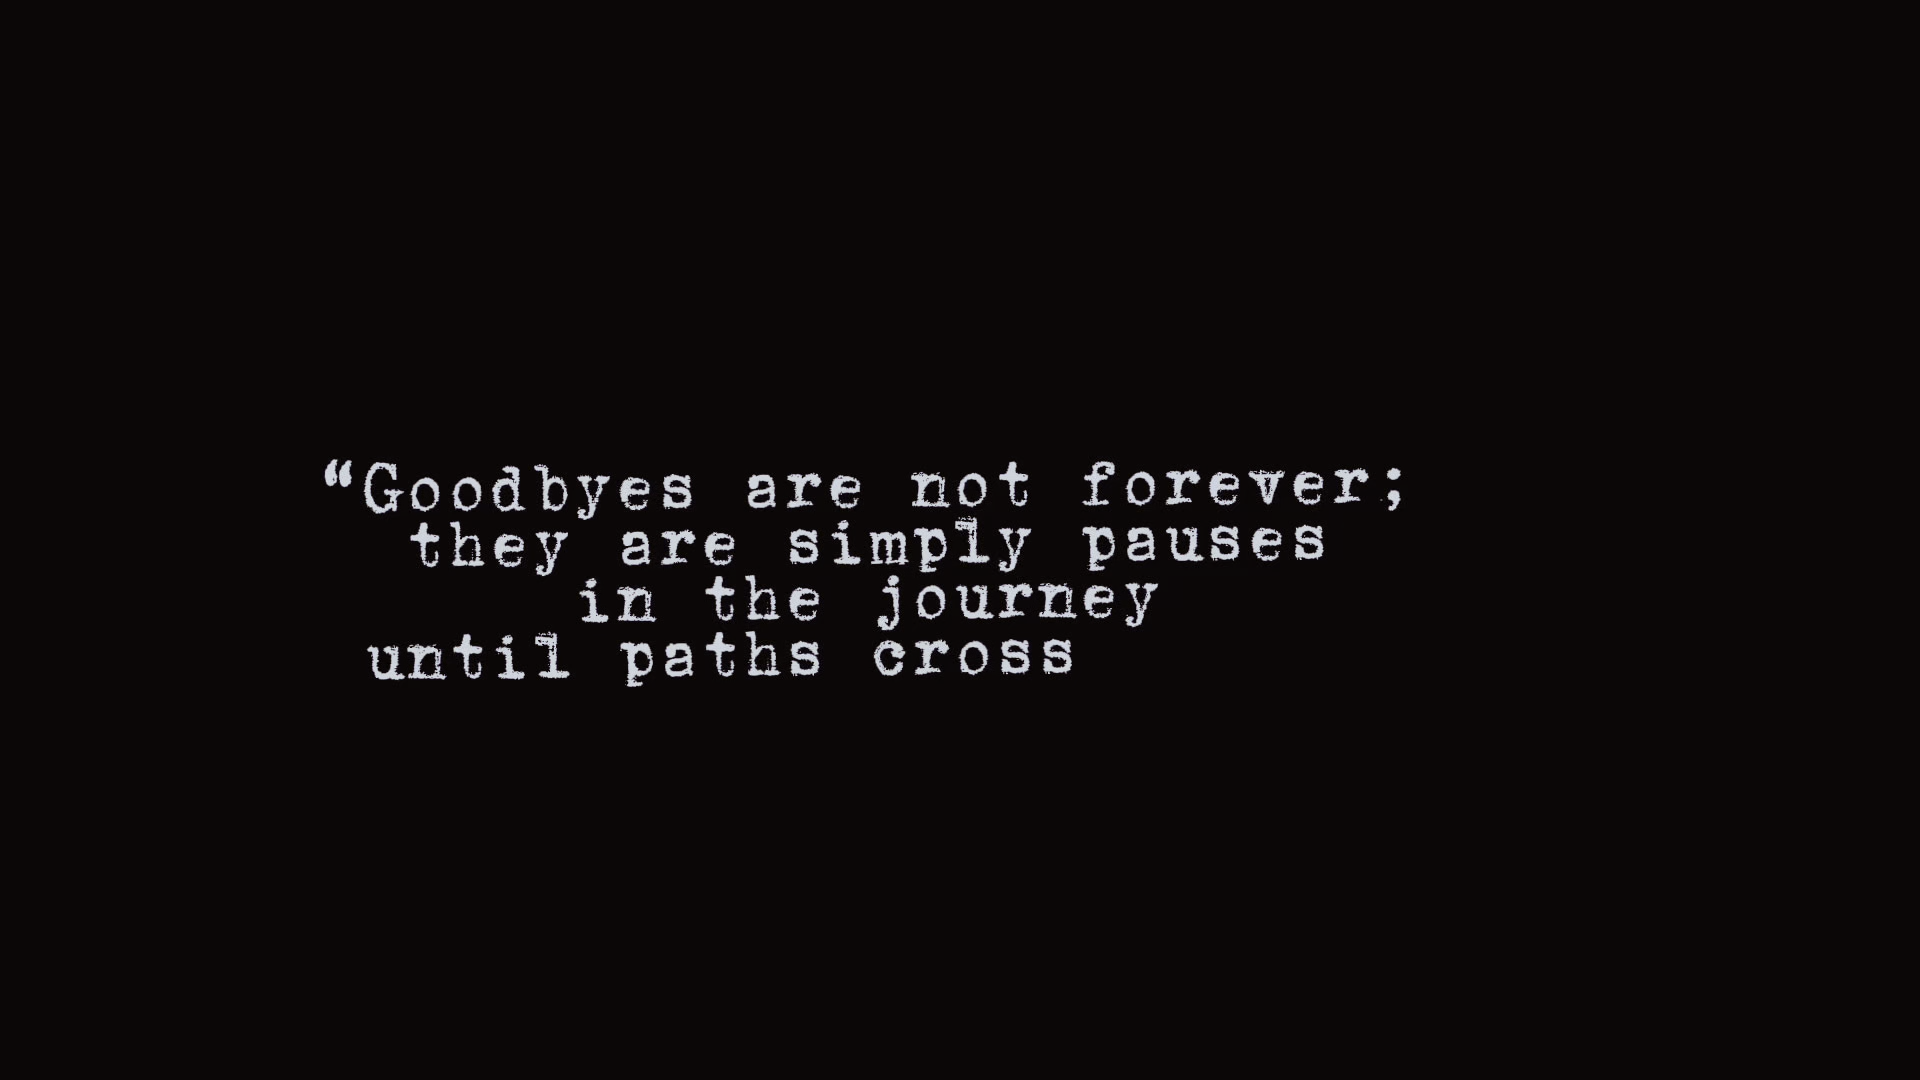 “Goodbyes are not forever;
they are simply pauses
in the journey
until paths cross